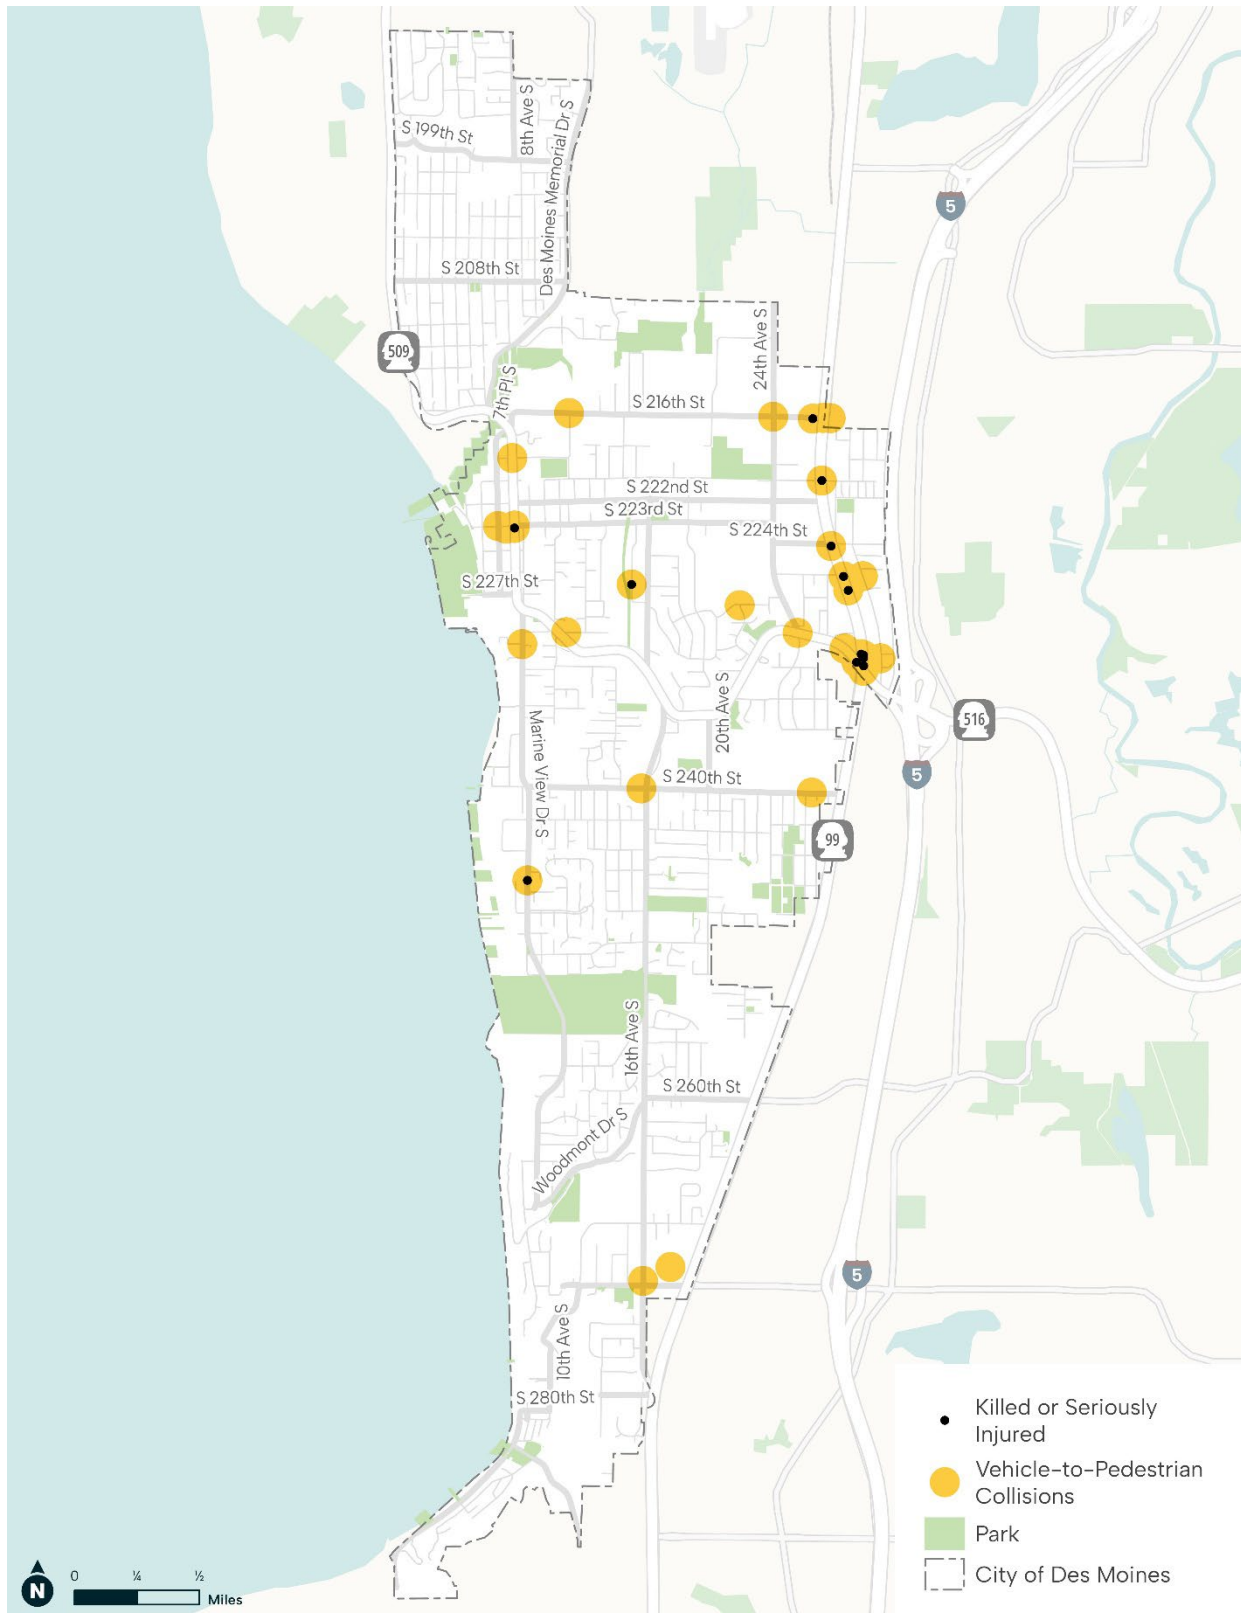 S 199th St
8th Ave S
Des Moines Memorial Dr S
5
S 208th St
509
7th Pl S
24th Ave S
S 216th St
S 222nd St
S 223rd St
S 224th St
S 227th St
20th Ave S
516
Marine View Dr S
S 240th St
5
99
16th Ave S
S 260th St
Woodmont Dr S
5
10th Ave S
S 280th St
Killed or Seriously
Injured
Vehicle-to-Pedestrian
Collisions
Park
City of Des Moines
N
0 ¼ ½
Miles